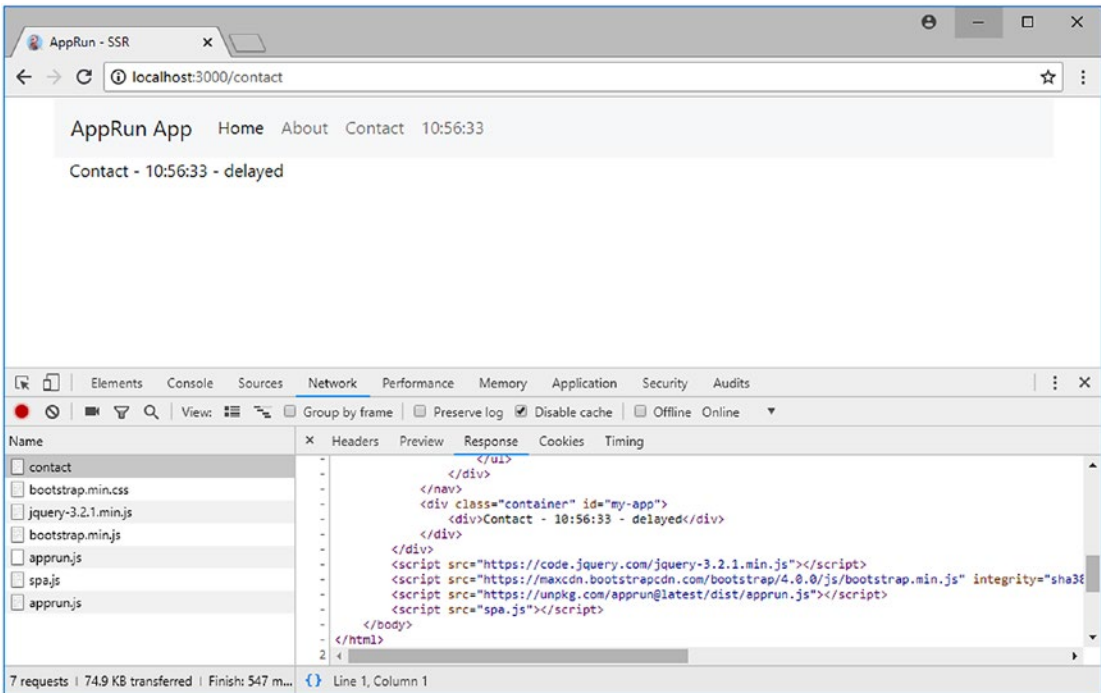 AppRun - SSR
localhost:3000/contact
AppRun App Home About Contact 10:56:33
Contact - 10:56:33 - delayed
Elements Console Sources Network Performance Memory Application Security Audits
View: Group by frame Preserve log Disable cache Offline Online
Name
Headers Preview Response Cookies Timing
contact
bootstrap.min.css
jquery-3.2.1.min.js
bootstrap.min.js
apprun.js
spa.js
apprun.js
</ul>
</div>
</nav>
<div class="container" id="my-app">
<div>Contact - 10:56:33 - delayed</div>
</div>
</div>
<script src="https://code.jquery.com/jquery-3.2.1.min.js"></script>
<script src="https://maxcdn.bootstrapcdn.com/bootstrap/4.0.0/js/bootstrap.min.js" integrity="sha38
<script src="https://unpkg.com/apprun@latest/dist/apprun.js"></script>
<script src="spa.js"></script>
</body>
</html>
2
7 requests | 74.9 KB transferred | Finish: 547 m... {} Line 1, Column 1